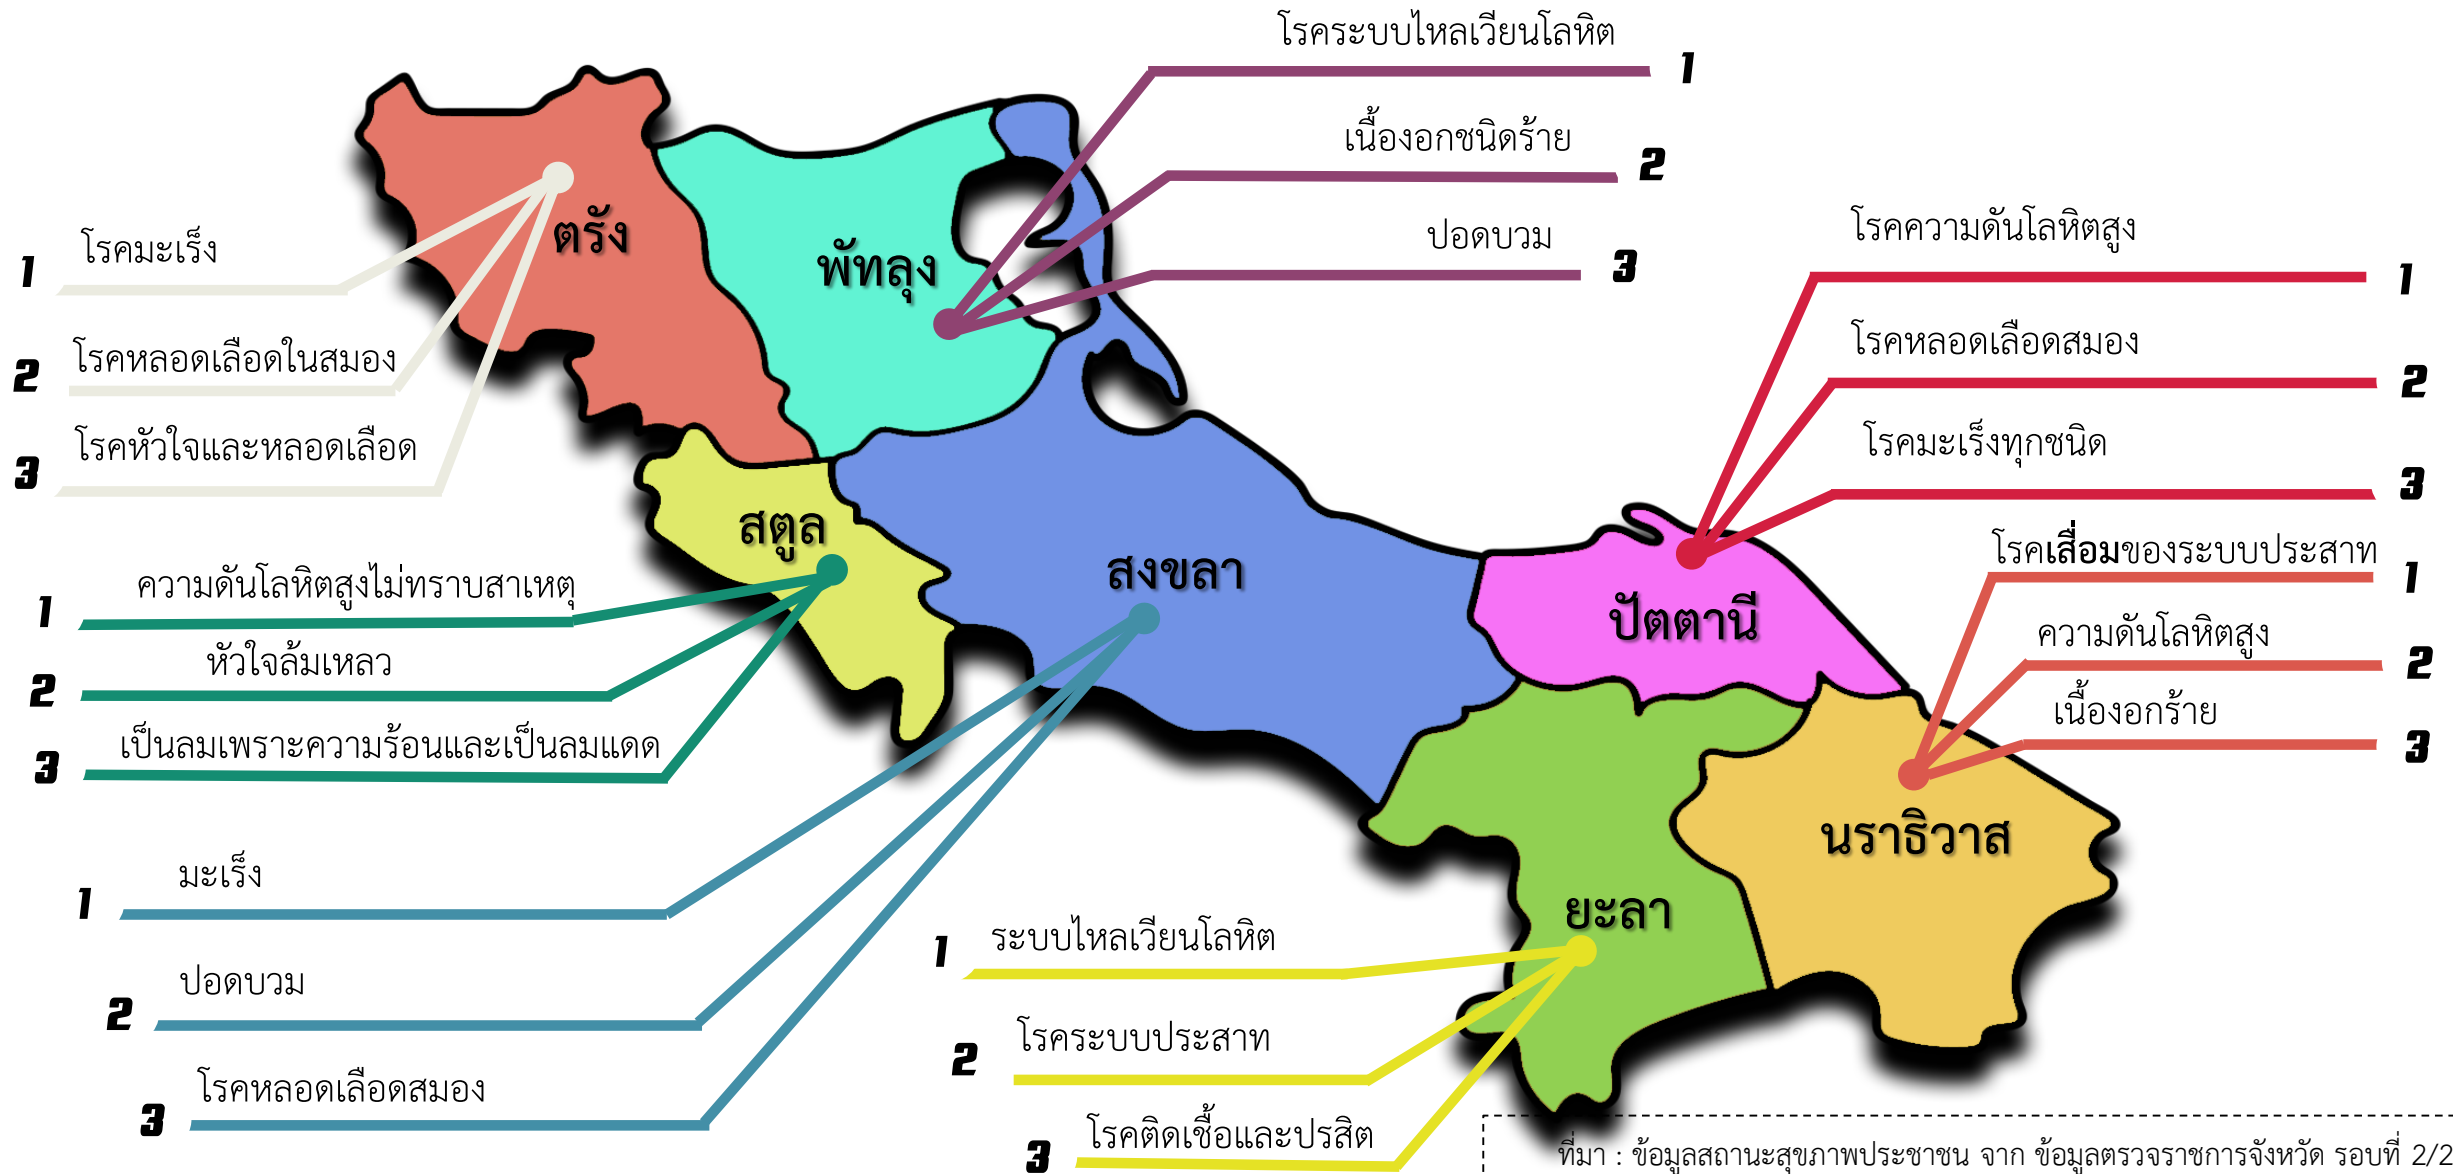 โรคระบบไหลเวียนโลหิต
1
เนื้องอกชนิดร้าย
2
ปอดบวม
3
ตรัง
1
โรคมะเร็ง
2
โรคหลอดเลือดในสมอง
3
โรคหัวใจและหลอดเลือด
พัทลุง
โรคความดันโลหิตสูง
1
โรคหลอดเลือดสมอง
2
โรคมะเร็งทุกชนิด
3
สตูล
1
ความดันโลหิตสูงไม่ทราบสาเหตุ
2
หัวใจล้มเหลว
3
เป็นลมเพราะความร้อนและเป็นลมแดด
สงขลา
ปัตตานี
โรคเสื่อมของระบบประสาท
1
ความดันโลหิตสูง
2
เนื้องอกร้าย
3
นราธิวาส
1
มะเร็ง
2
ปอดบวม
3
โรคหลอดเลือดสมอง
ยะลา
1
ระบบไหลเวียนโลหิต
2
โรคระบบประสาท
3
โรคติดเชื้อและปรสิต
ที่มา : ข้อมูลสถานะสุขภาพประชาชน จาก ข้อมูลตรวจราชการจังหวัด รอบที่ 2/2